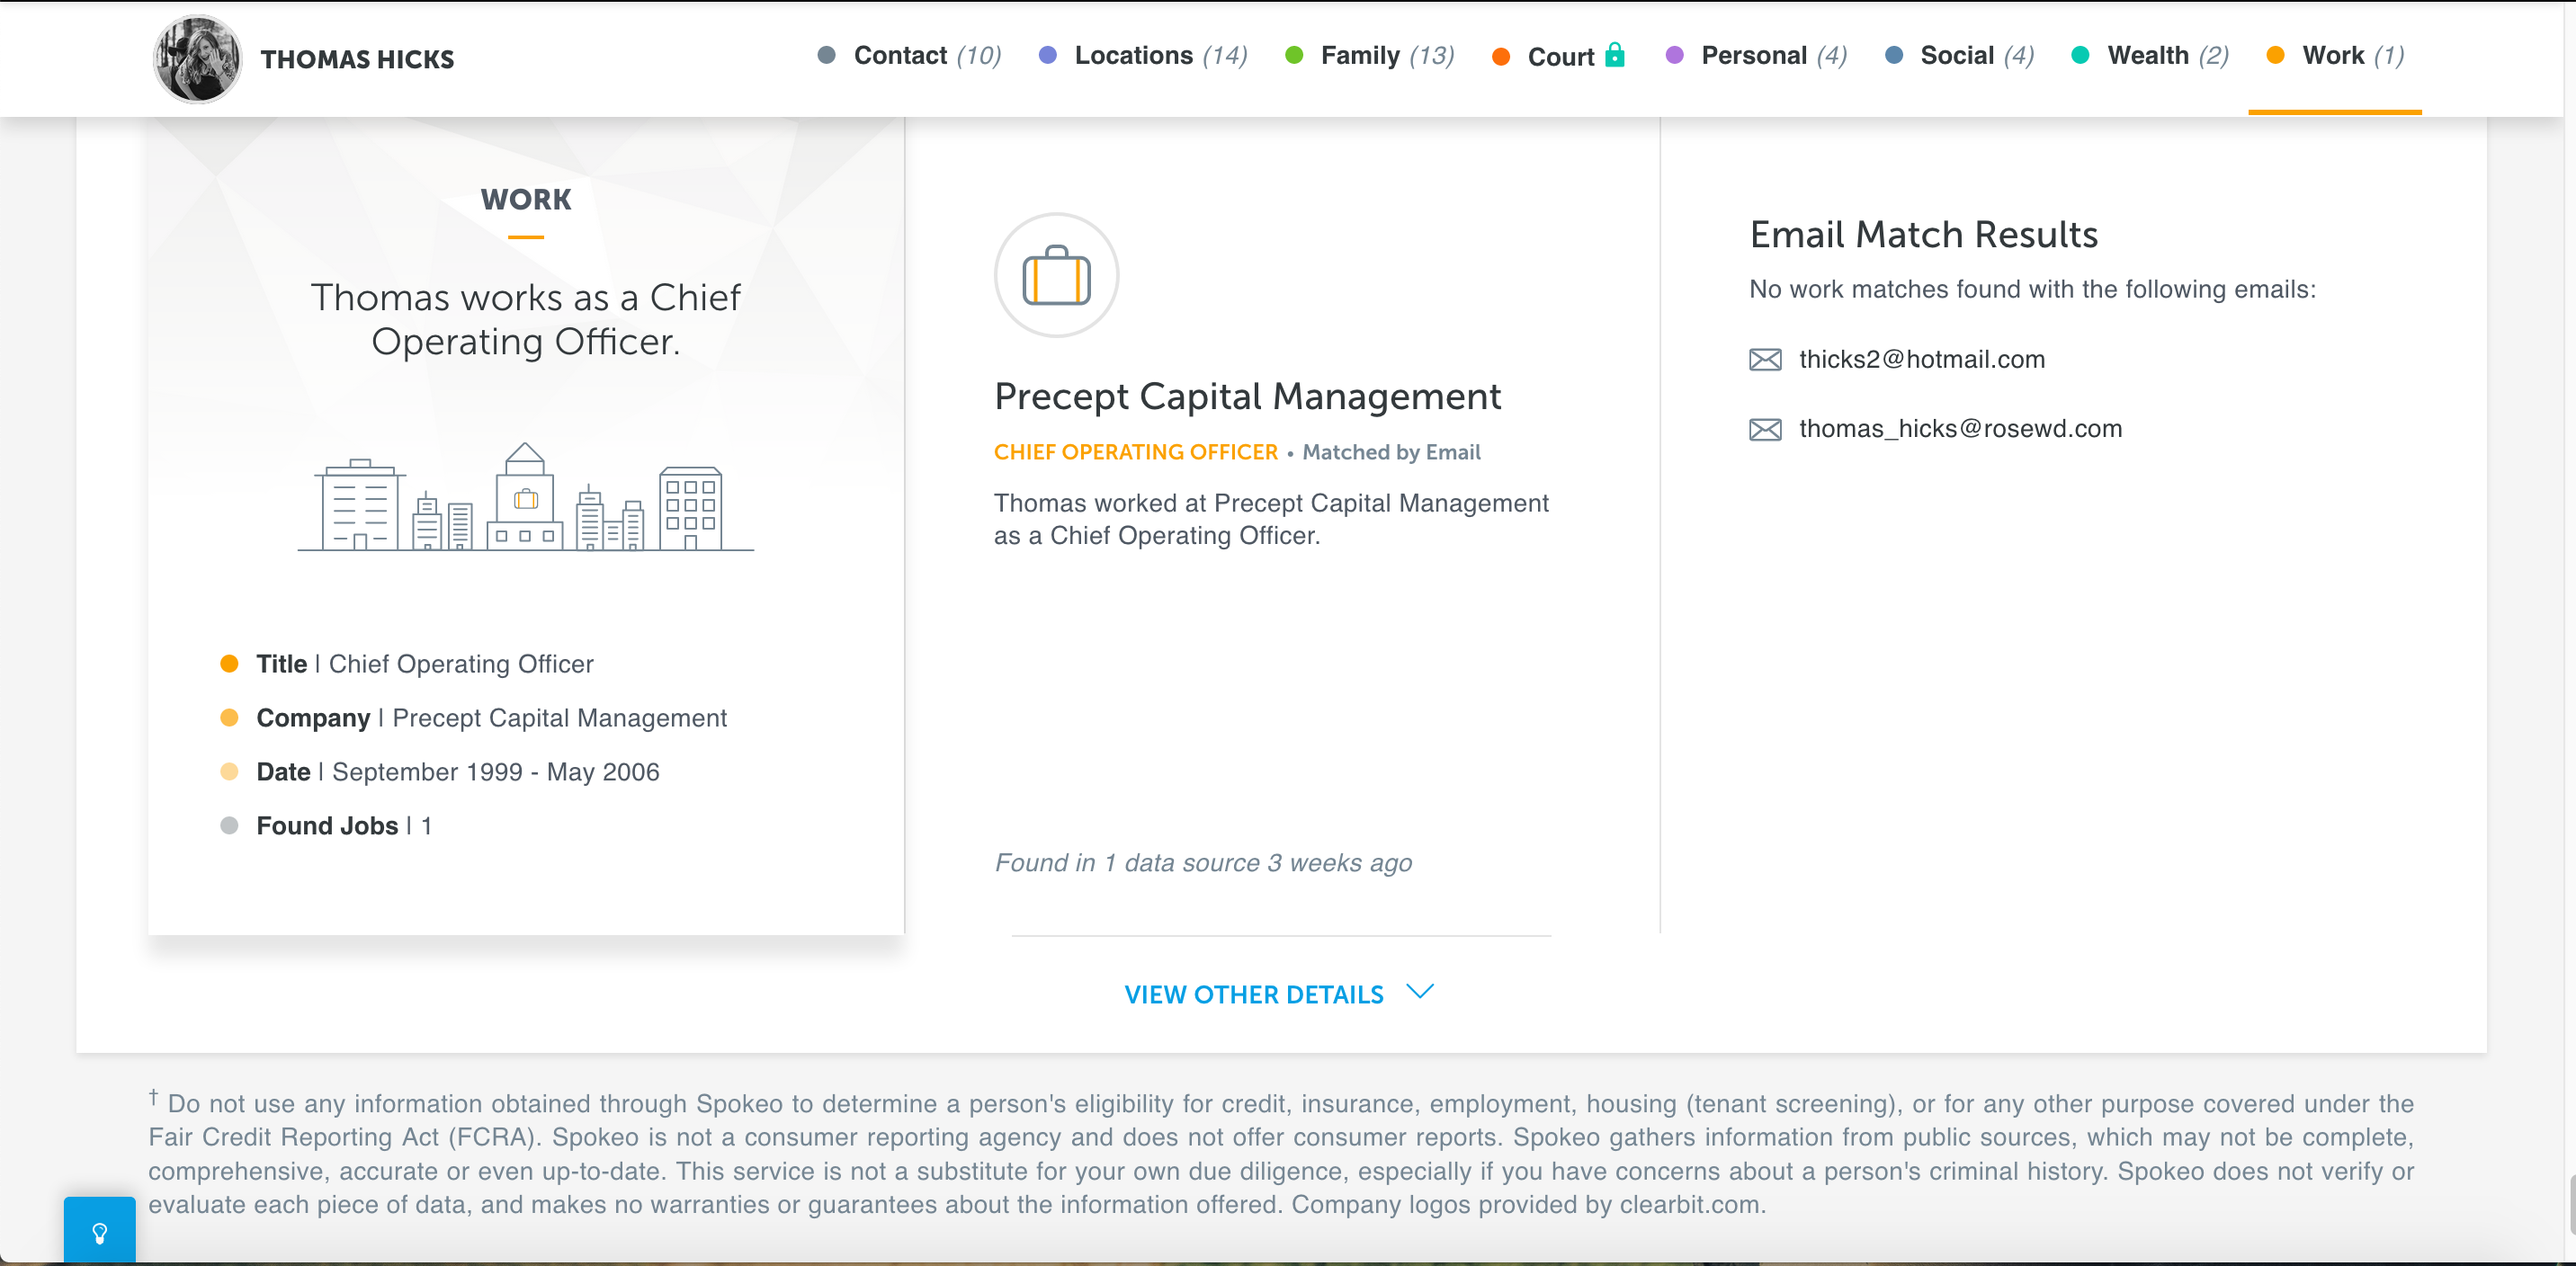 THOMAS HICKS
Contact (10)
Locations (14)
Family (13)
Court
Personal (4)
Social (4)
Wealth (2)
Work (1)
WORK
Thomas works as a Chief
Operating Officer.
Title | Chief Operating Officer
Company | Precept Capital Management
Date | September 1999 - May 2006
Found Jobs | 1
Precept Capital Management
CHIEF OPERATING OFFICER • Matched by Email
Thomas worked at Precept Capital Management
as a Chief Operating Officer.
Found in 1 data source 3 weeks ago
Email Match Results
No work matches found with the following emails:
thicks2@hotmail.com
thomas_hicks@rosewd.com
VIEW OTHER DETAILS
† Do not use any information obtained through Spokeo to determine a person's eligibility for credit, insurance, employment, housing (tenant screening), or for any other purpose covered under the
Fair Credit Reporting Act (FCRA). Spokeo is not a consumer reporting agency and does not offer consumer reports. Spokeo gathers information from public sources, which may not be complete,
comprehensive, accurate or even up-to-date. This service is not a substitute for your own due diligence, especially if you have concerns about a person's criminal history. Spokeo does not verify or
evaluate each piece of data, and makes no warranties or guarantees about the information offered. Company logos provided by clearbit.com.